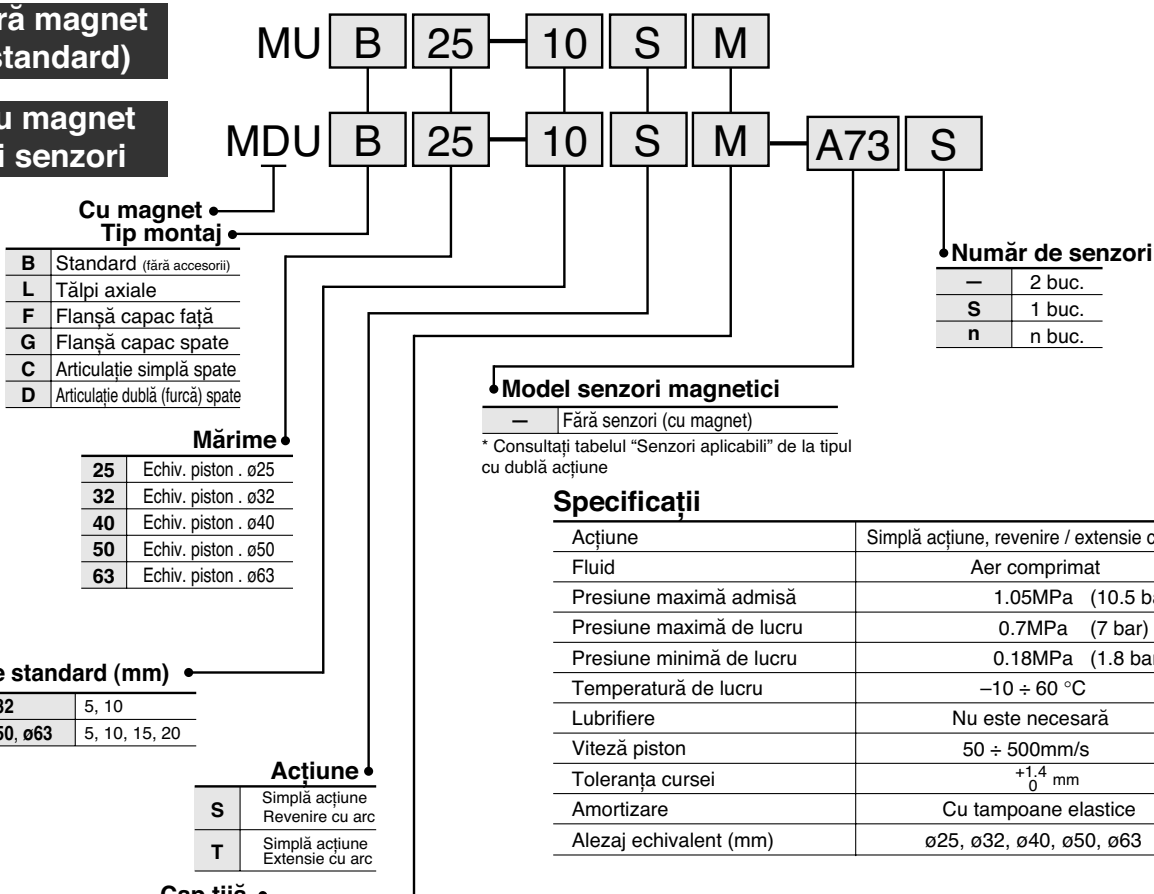 magnet
standard)
MU B 25 – 10 S M
magnet
senzori
MDU B 25 – 10 S M – A73 S
Cu magnet
Tip montaj
B Standard (fără accesorii)
L Tălpi axiale
F Flanșă capac față
G Flanșă capac spate
C Articulație simplă spate
D Articulație dublă (furcă) spate
Număr de senzori
– 2 buc.
S 1 buc.
n n buc.
Model senzori magnetici
– Fără senzori (cu magnet)
* Consultați tabelul “Senzori aplicabili” de la tipul
cu dublă acțiune
Mărime
25 Echiv. piston . ø25
32 Echiv. piston . ø32
40 Echiv. piston . ø40
50 Echiv. piston . ø50
63 Echiv. piston . ø63
standard (mm)
32 5, 10
50, ø63 5, 10, 15, 20
Acțiune
S Simplă acțiune
Revenire cu arc
T Simplă acțiune
Extensie cu arc
Cap tijă
Specificații
Acțiune Simplă acțiune, revenire / extensie
Fluid Aer comprimat
Presiune maximă admisă 1.05MPa (10.5
Presiune maximă de lucru 0.7MPa (7 bar)
Presiune minimă de lucru 0.18MPa (1.8 bar
Temperatură de lucru –10 ÷ 60 °C
Lubrifiere Nu este necesară
Viteză piston 50 ÷ 500mm/s
Toleranța cursei +1.4 0 mm
Amortizare Cu tampoane elastice
Alezaj echivalent (mm) ø25, ø32, ø40, ø50, ø63